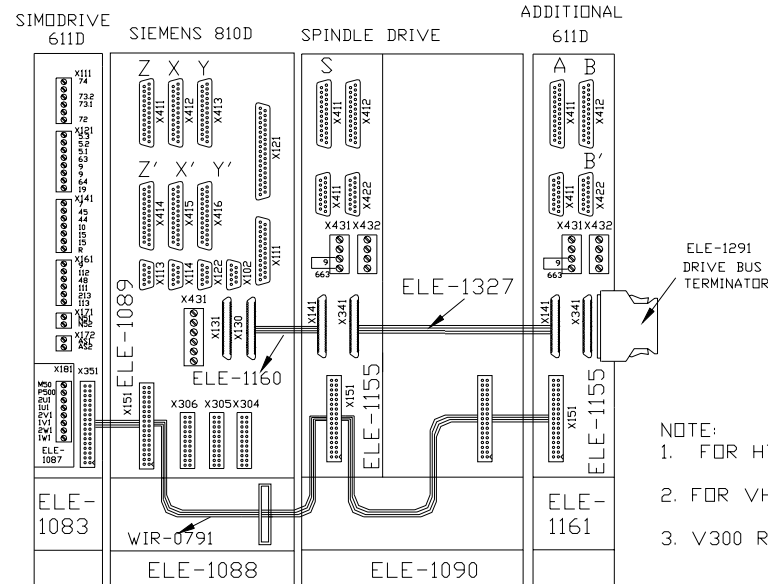 SIMODRIVE
611D
SIEMENS 810D
SPINDLE DRIVE
ADDITIONAL
611D
X111
74
73.2
73.1
72
X121
5.3
5.2
5.1
63
9
9
64
19
X141
7
45
44
10
15
15
R
X161
9
112
48
111
213
113
X171
NS1
NS2
X172
AS1
AS2
X181
X351
M50
P500
2U1
1U1
2V1
1V1
2W1
1W1
ELE-
1087
ELE-
1083
Z X Y
X411
X412
X413
X121
Z' X' Y'
X414
X415
X416
X111
X113
X114
X122
X102
ELE-1089
X431
X131
X130
ELE-1160
X151
X306 X305 X304
WIR-0791
ELE-1088
S
X411
X412
X411
X422
X431 X432
9
663
X141
X341
ELE-1327
X151
ELE-1155
ELE-1090
A B
X411
X412
B'
X411
X422
X431 X432
9
663
X141
X341
X151
ELE-1155
ELE-
1161
ELE-1291
DRIVE BUS
TERMINATOR
NOTE:
1. FOR H
2. FOR VH
3. V300 R